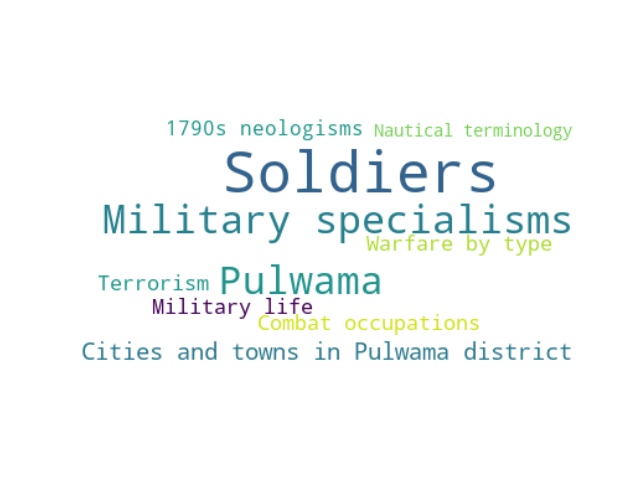 1790s neologisms
Nautical terminology
Soldiers
Military specialisms
Warfare by type
Terrorism
Pulwama
Military life
Combat occupations
Cities and towns in Pulwama district